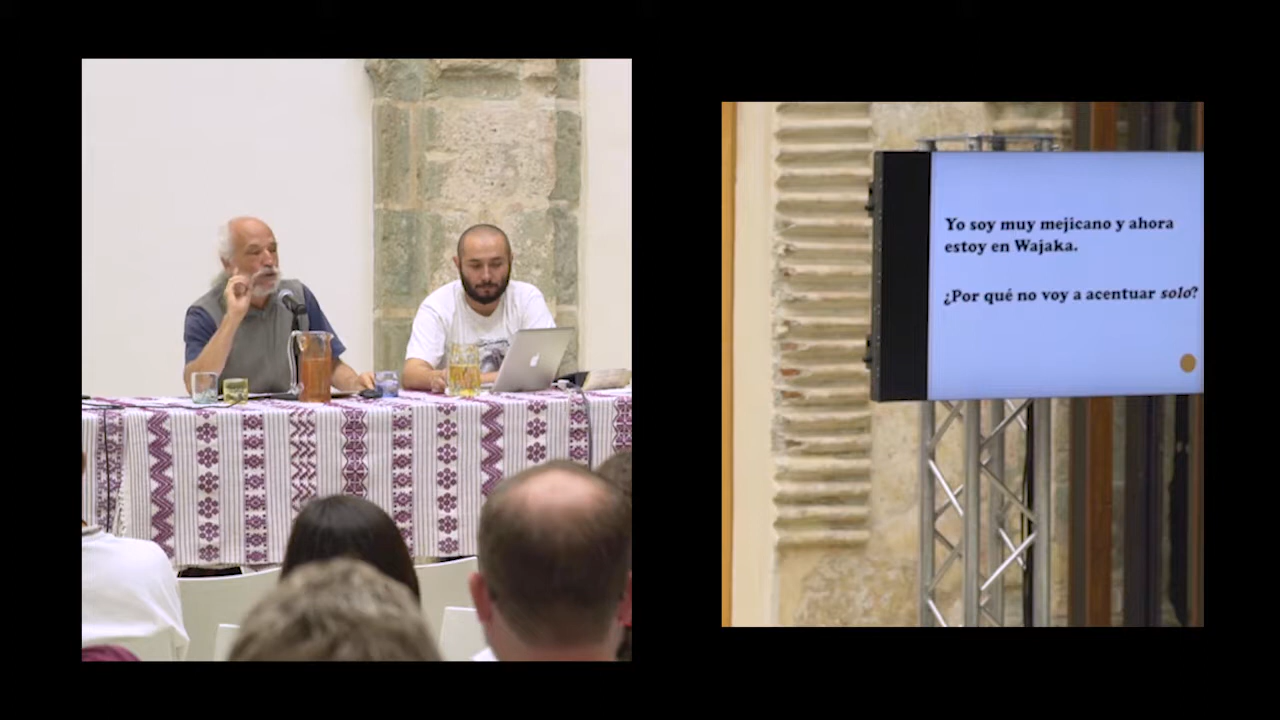 Yo soy muy mejicano y ahora
estoy en Wajaka.
¿Por qué no voy a acentuar solo?